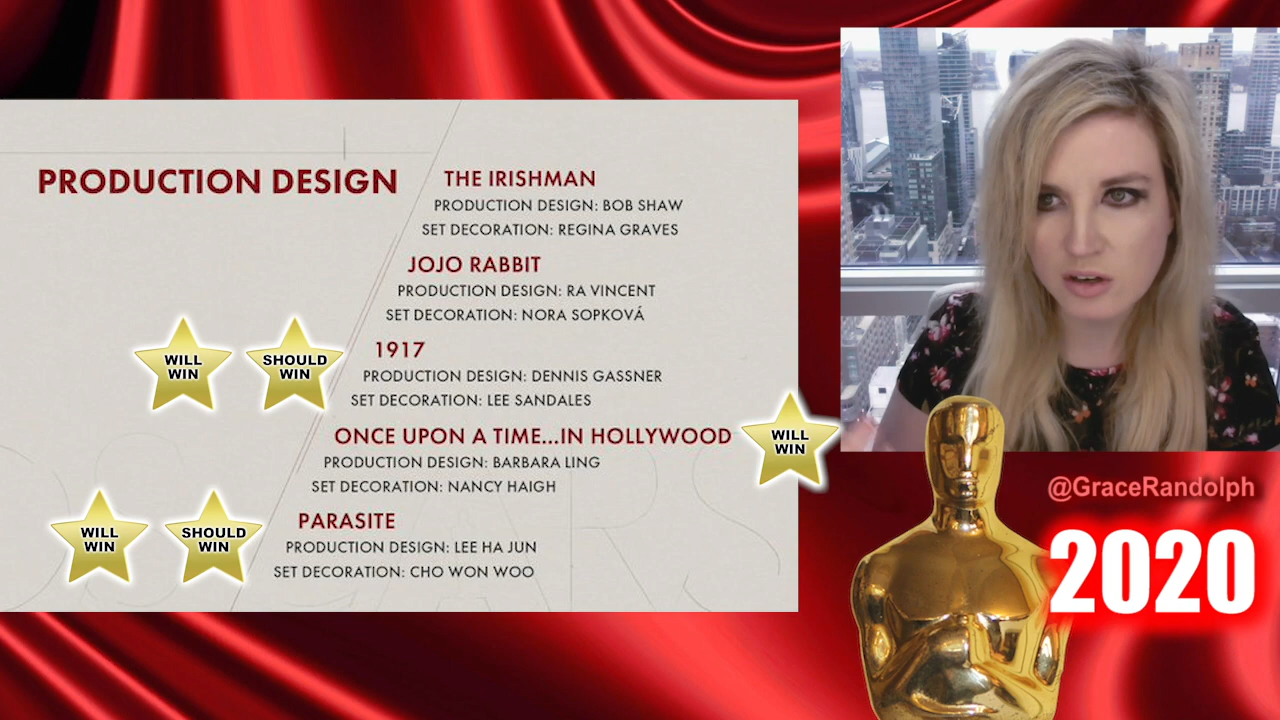 PRODUCTION DESIGN
THE IRISHMAN
PRODUCTION DESIGN: BOB SHAW
SET DECORATION: REGINA GRAVES
JOJO RABBIT
PRODUCTION DESIGN: RA VINCENT
SET DECORATION: NORA SOPKOVÁ
WILL
WIN
SHOULD
WIN
1917
PRODUCTION DESIGN: DENNIS GASSNER
SET DECORATION: LEE SANDALES
ONCE UPON A TIME...IN HOLLYWOOD
PRODUCTION DESIGN: BARBARA LING
SET DECORATION: NANCY HAIGH
WILL
WIN
WILL
WIN
SHOULD
WIN
PARASITE
PRODUCTION DESIGN: LEE HA JUN
SET DECORATION: CHO WON WOO
@GraceRandolph
2020